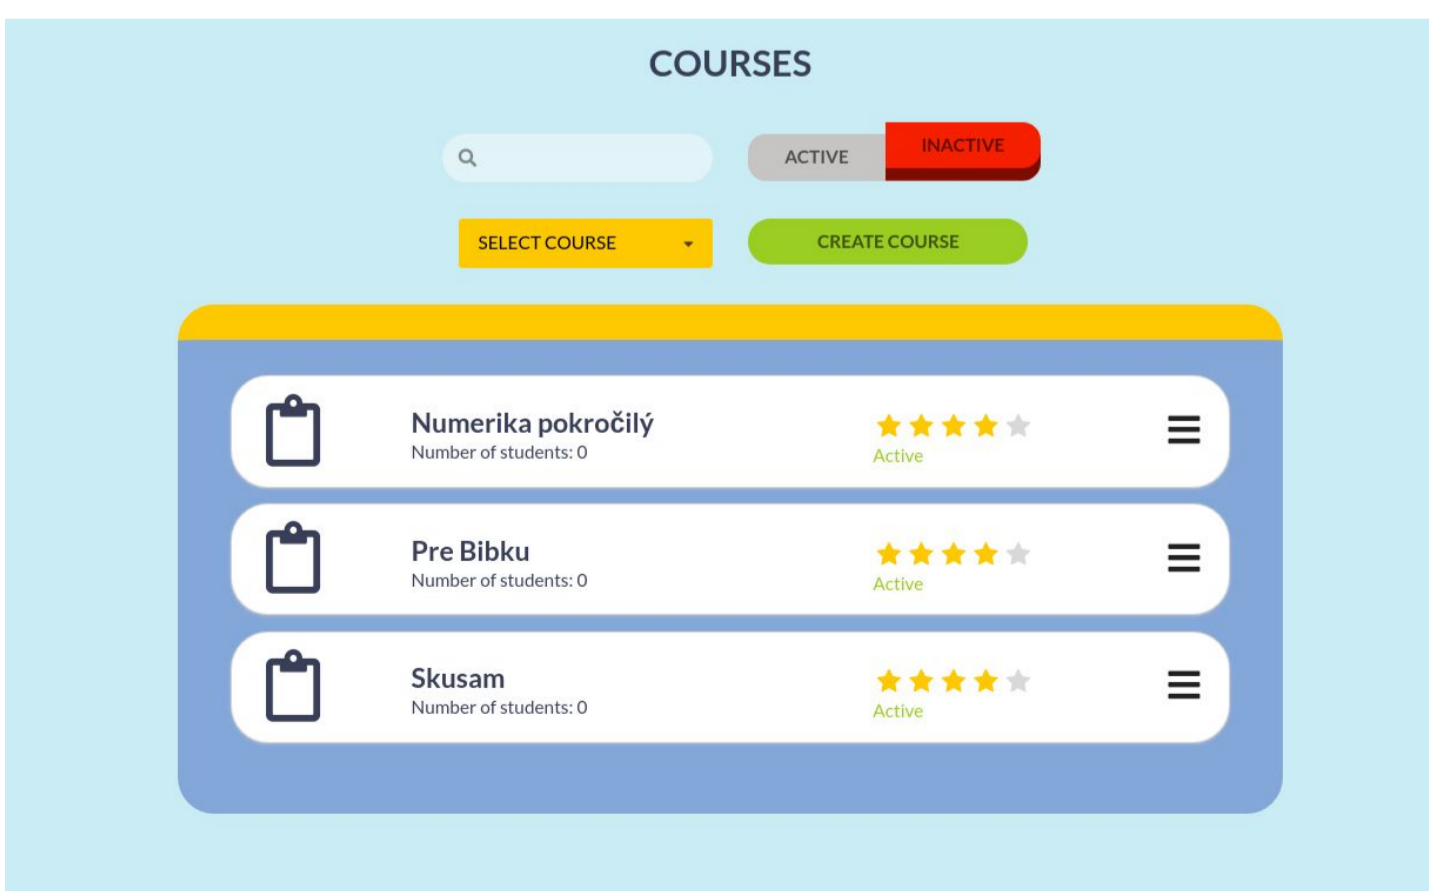 COURSES
ACTIVE
INACTIVE
SELECT COURSE
CREATE COURSE
Numerika pokročilý
Number of students: 0
Active
Pre Bibku
Number of students: 0
Active
Skusam
Number of students: 0
Active